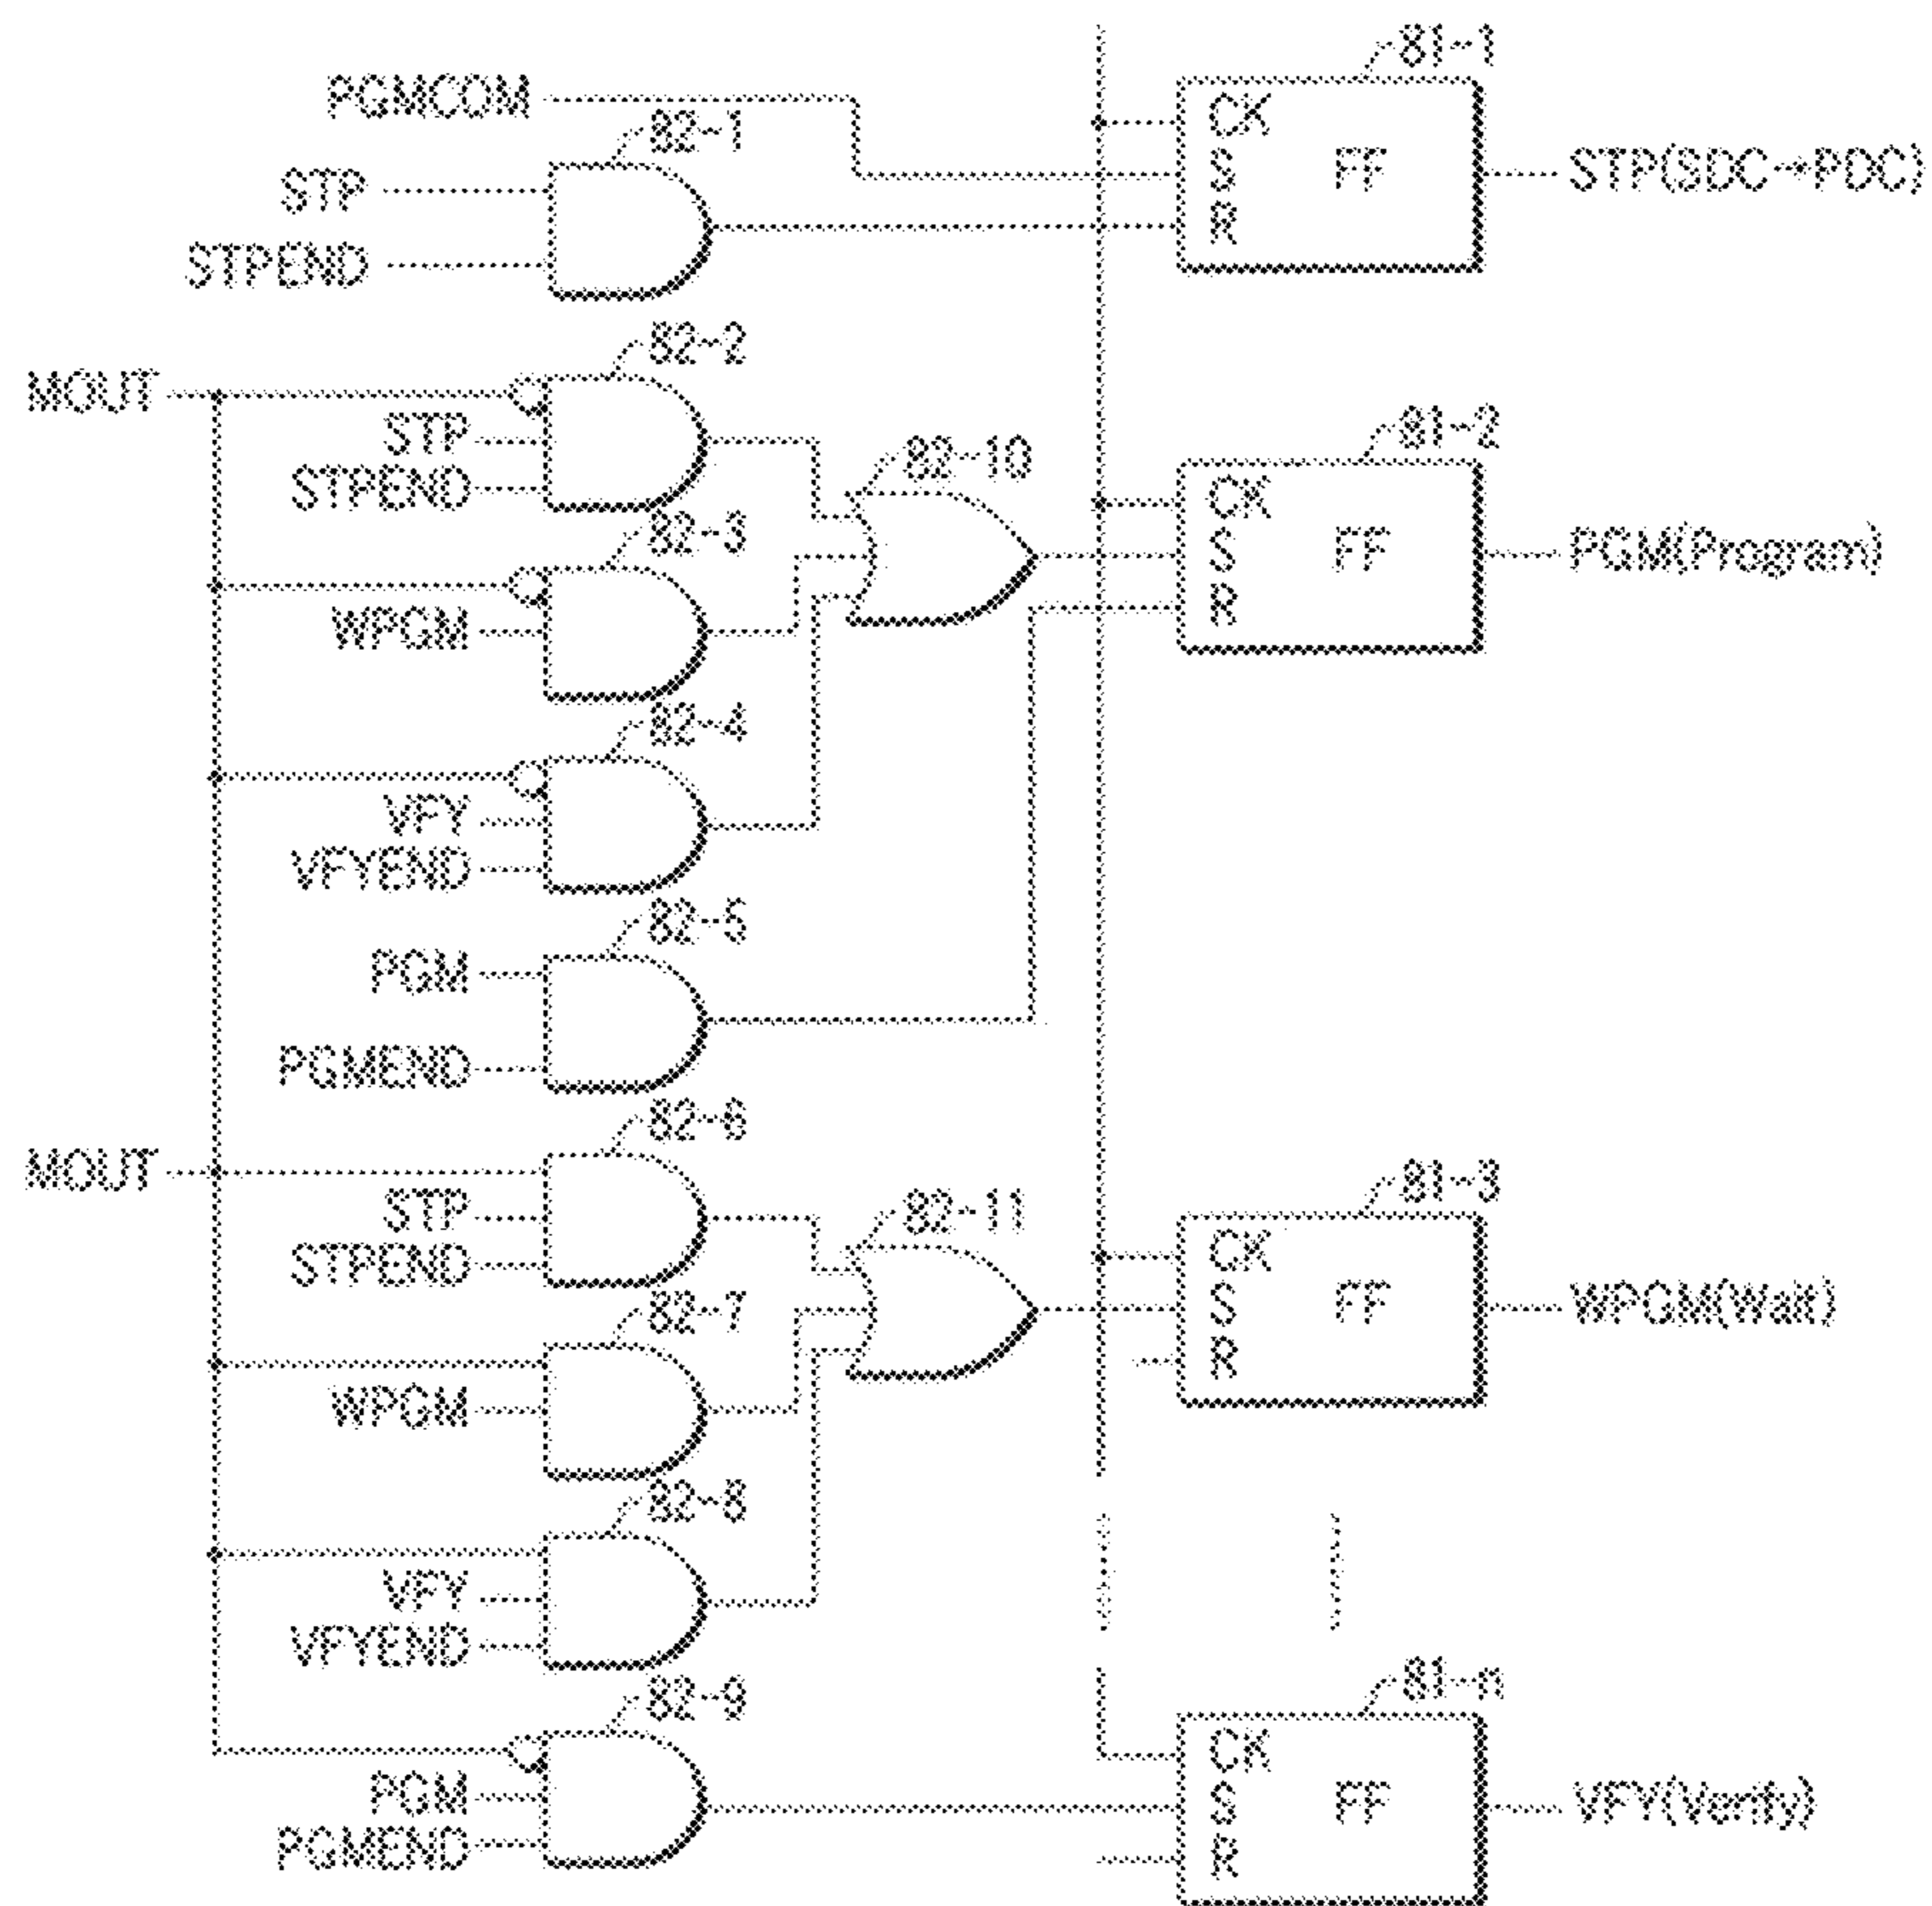 81-1
PGMCOM
82-1
CK
STP
S
FF
STP(SDC→PDC)
R
STPEND
82-2
MOUT
STP
STPEND
82-10
81-2
CK
82-3
S
FF
PGM(Program)
WPGM
R
82-4
VFY
VFYEND
82-5
PGM
PGMEND
82-6
MOUT
STP
STPEND
82-11
81-3
CK
82-7
S
FF
WPGM(Wait)
R
WPGM
82-8
VFY
VFYEND
82-9
81-n
CK
PGM
S
FF
VFY(Verify)
PGMEND
R